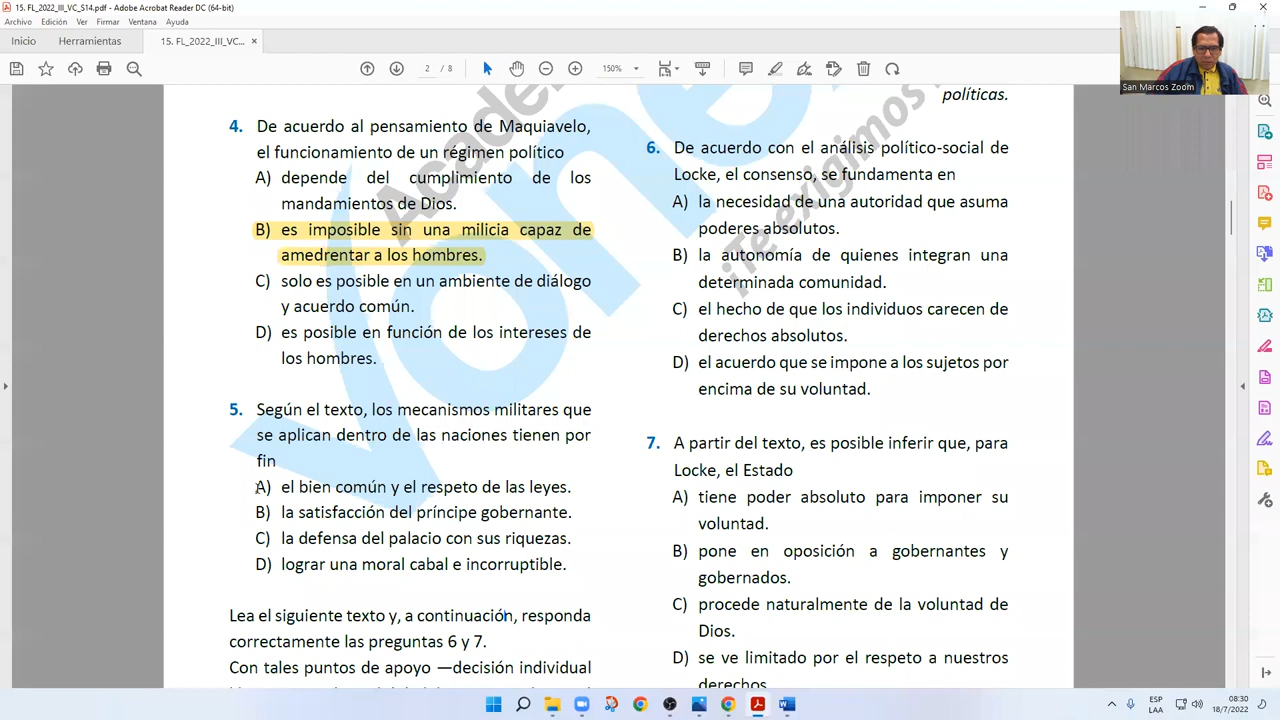 15. FL_2022_III_VC_S14.pdf - Adobe Acrobat Reader DC (64-bit)
Archivo Edición Ver Firmar Ventana Ayuda
Inicio Herramientas 15. FL_2022_III_VC...
2 / 8 150%
San Marcos Zoom
Vonex
Academia
¡Te exigimos
políticas.
4. De acuerdo al pensamiento de Maquiavelo,
el funcionamiento de un régimen político
A) depende del cumplimiento de los
mandamientos de Dios.
B) es imposible sin una milicia capaz de
amedrentar a los hombres.
C) solo es posible en un ambiente de diálogo
y acuerdo común.
D) es posible en función de los intereses de
los hombres.
5. Según el texto, los mecanismos militares que
se aplican dentro de las naciones tienen por
fin
A) el bien común y el respeto de las leyes.
B) la satisfacción del príncipe gobernante.
C) la defensa del palacio con sus riquezas.
D) lograr una moral cabal e incorruptible.
Lea el siguiente texto y, a continuación, responda
correctamente las preguntas 6 y 7.
Con tales puntos de apoyo —decisión individual
6. De acuerdo con el análisis político-social de
Locke, el consenso, se fundamenta en
A) la necesidad de una autoridad que asuma
poderes absolutos.
B) la autonomía de quienes integran una
determinada comunidad.
C) el hecho de que los individuos carecen de
derechos absolutos.
D) el acuerdo que se impone a los sujetos por
encima de su voluntad.
7. A partir del texto, es posible inferir que, para
Locke, el Estado
A) tiene poder absoluto para imponer su
voluntad.
B) pone en oposición a gobernantes y
gobernados.
C) procede naturalmente de la voluntad de
Dios.
D) se ve limitado por el respeto a nuestros
derechos.
ESP
LAA
08:30
18/7/2022